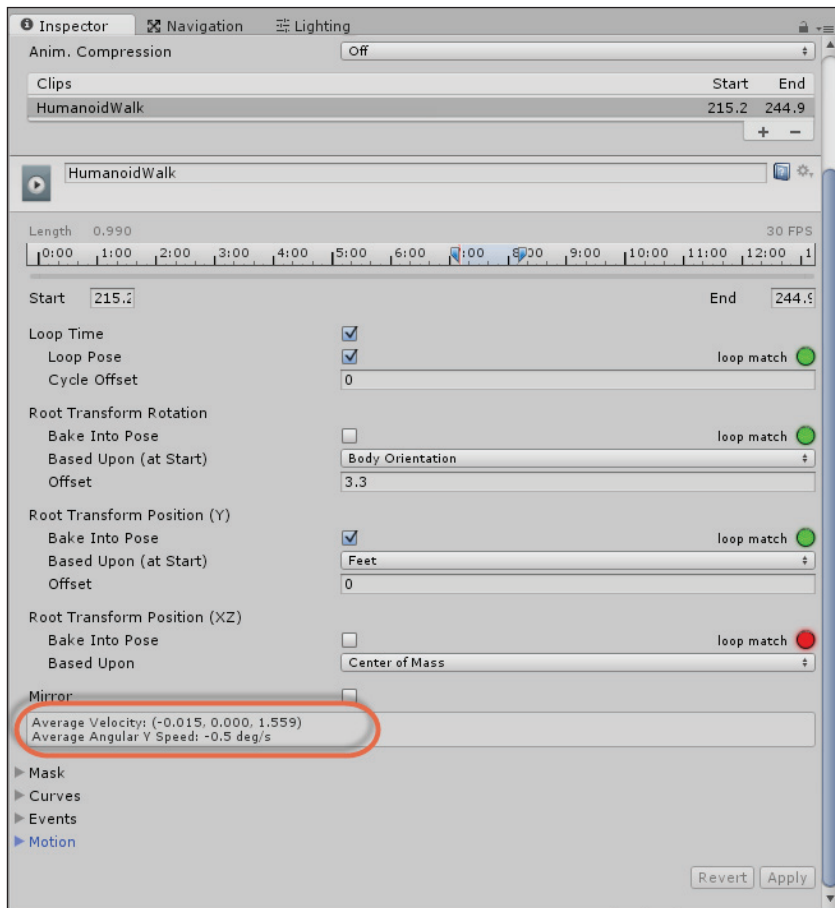 Inspector Navigation Lighting
Anim. Compression Off
Clips Start End
HumanoidWalk 215.2 244.9
+ −
HumanoidWalk
Length 0.990 30 FPS
0:00 1:00 2:00 3:00 4:00 5:00 6:00 :00 8 00 9:00 10:00 11:00 12:00 1
Start 215.2 End 244.9
Loop Time
Loop Pose loop match
Cycle Offset 0
Root Transform Rotation
Bake Into Pose loop match
Based Upon (at Start) Body Orientation
Offset 3.3
Root Transform Position (Y)
Bake Into Pose loop match
Based Upon (at Start) Feet
Offset 0
Root Transform Position (XZ)
Bake Into Pose loop match
Based Upon Center of Mass
Mirror
Average Velocity: (-0.015, 0.000, 1.559)
Average Angular Y Speed: -0.5 deg/s
Mask
Curves
Events
Motion
Revert Apply